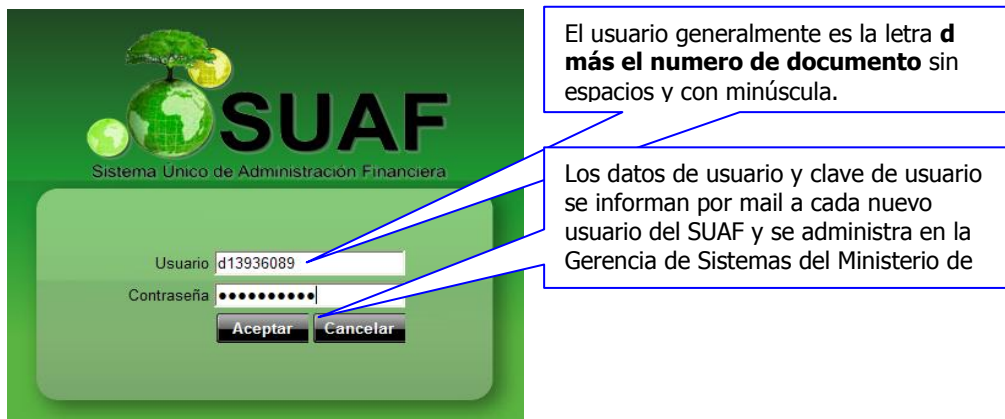 SUAF
Sistema Único de Administración Financiera
Usuario d13936089
Contraseña ●●●●●●●●●●
Aceptar Cancelar
El usuario generalmente es la letra d
más el numero de documento sin
espacios y con minúscula.
Los datos de usuario y clave de usuario
se informan por mail a cada nuevo
usuario del SUAF y se administra en la
Gerencia de Sistemas del Ministerio de